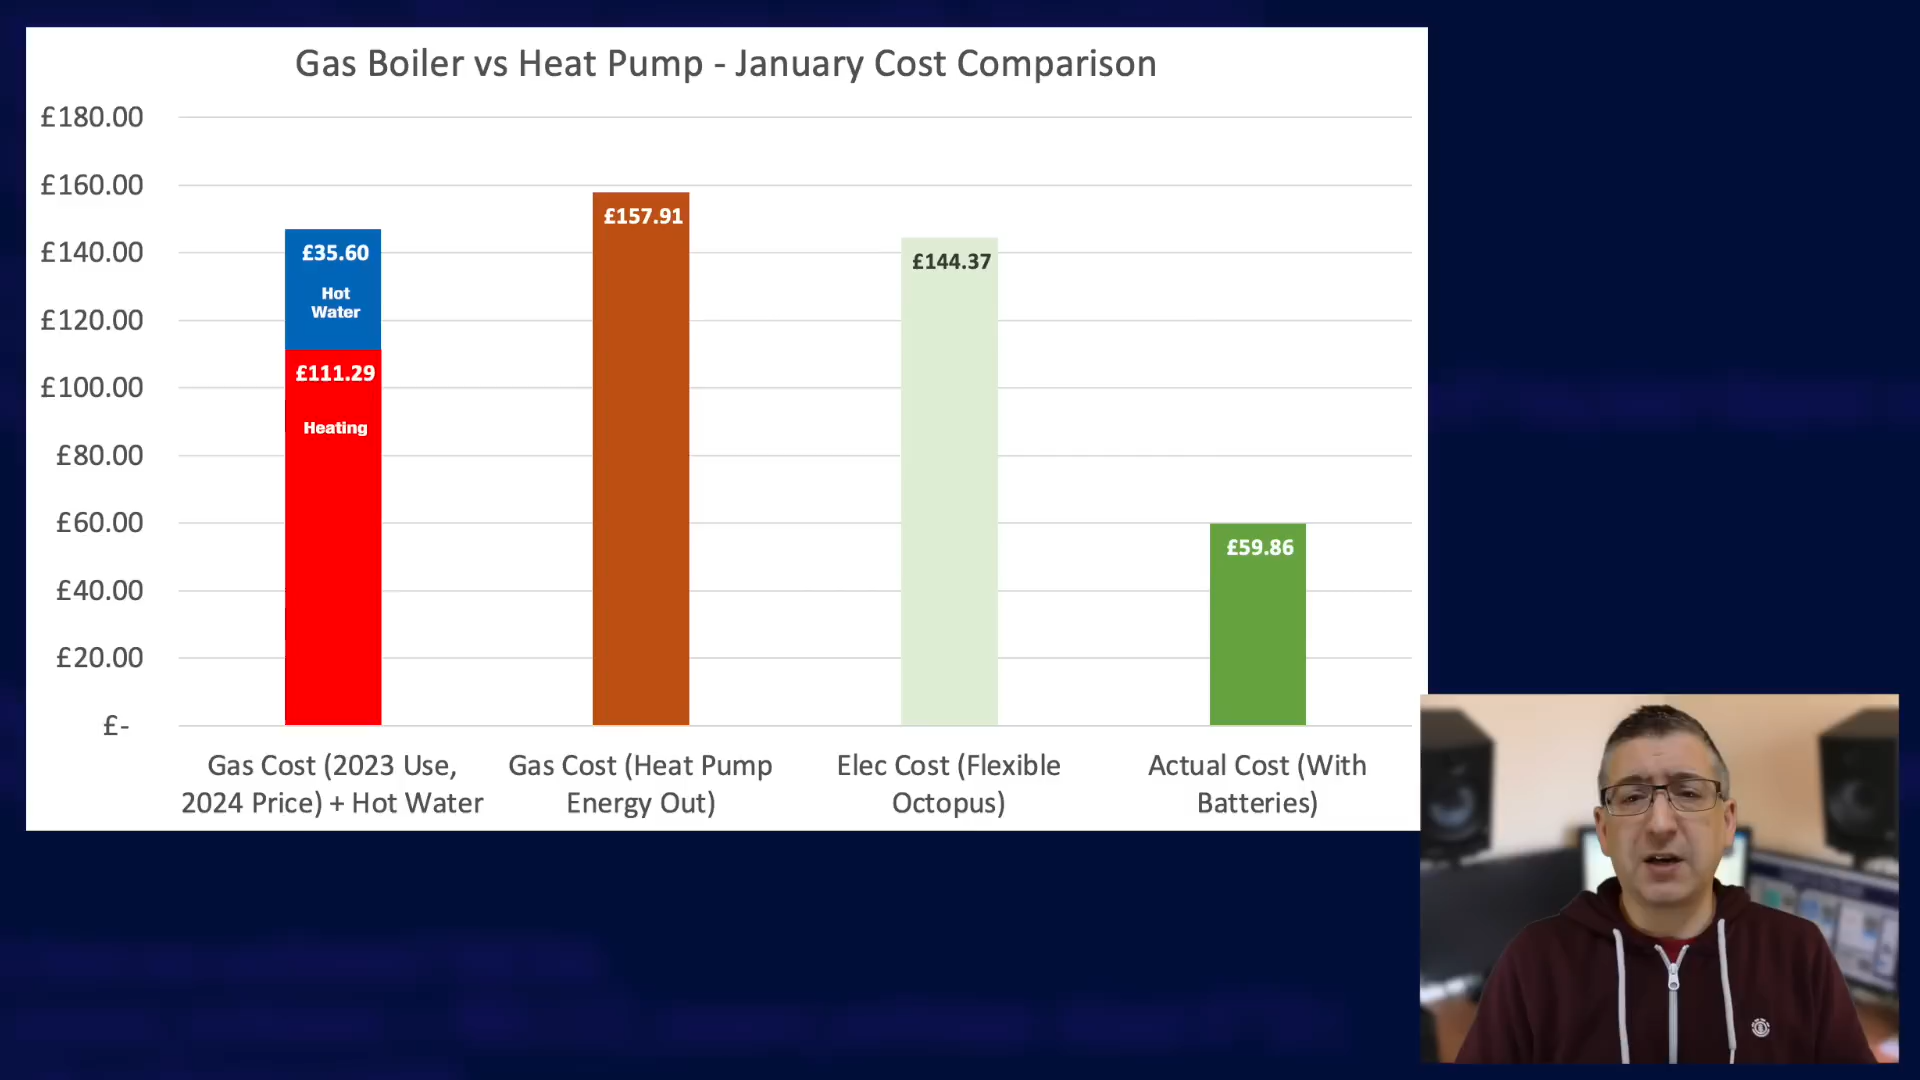 Gas Boiler vs Heat Pump - January Cost Comparison
£180.00
£160.00
£140.00
£120.00
£100.00
£80.00
£60.00
£40.00
£20.00
£-
£35.60
Hot
Water
£111.29
Heating
£157.91
£144.37
£59.86
Gas Cost (2023 Use,
2024 Price) + Hot Water
Gas Cost (Heat Pump
Energy Out)
Elec Cost (Flexible
Octopus)
Actual Cost (With
Batteries)